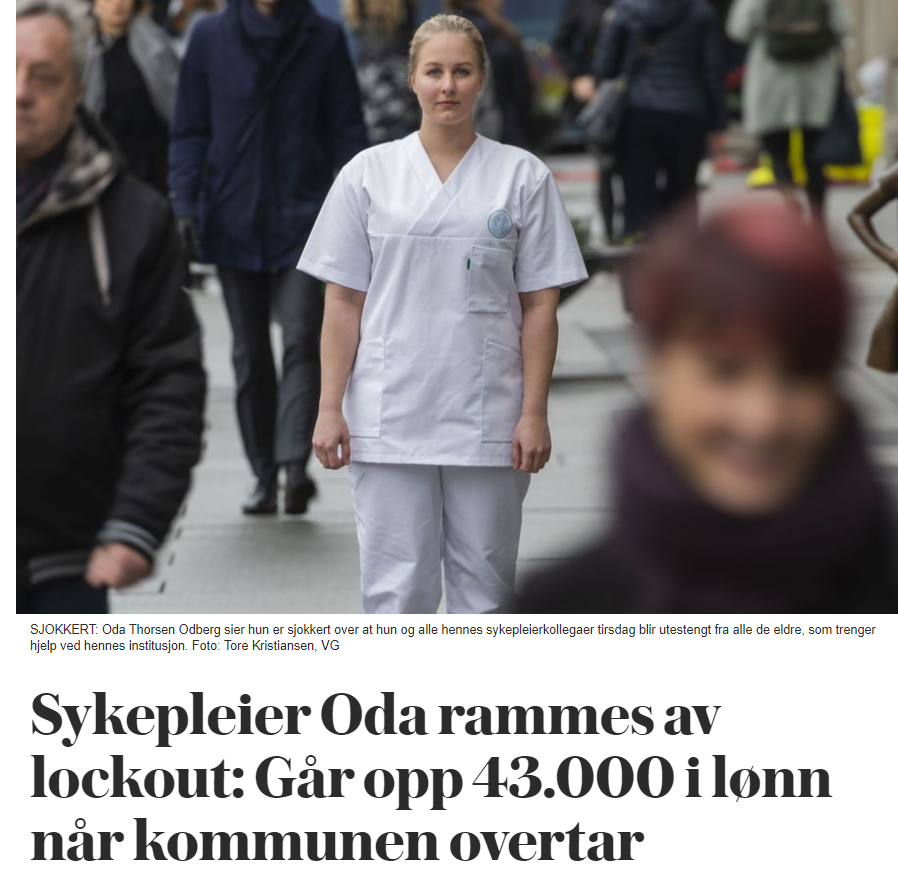 SJOKKERT: Oda Thorsen Odberg sier hun er sjokkert over at hun og alle hennes sykepleierkollegaer tirsdag blir utestengt fra alle de eldre, som trenger
hjelp ved hennes institusjon. Foto: Tore Kristiansen, VG
Sykepleier Oda rammes av
lockout: Går opp 43.000 i lønn
når kommunen overtar